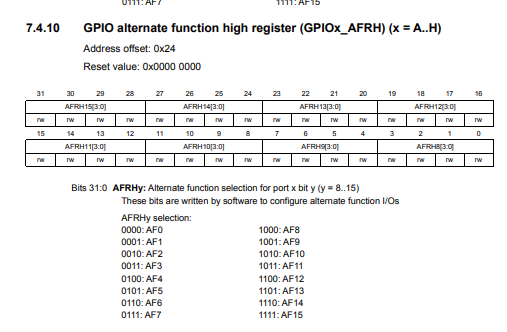 0111: AF7 1111: AF15
7.4.10 GPIO alternate function high register (GPIOx_AFRH) (x = A..H)
Address offset: 0x24
Reset value: 0x0000 0000
31 30 29 28 27 26 25 24 23 22 21 20 19 18 17 16
AFRH15[3:0] AFRH14[3:0] AFRH13[3:0] AFRH12[3:0]
rw rw rw rw rw rw rw rw rw rw rw rw rw rw rw rw
15 14 13 12 11 10 9 8 7 6 5 4 3 2 1 0
AFRH11[3:0] AFRH10[3:0] AFRH9[3:0] AFRH8[3:0]
rw rw rw rw rw rw rw rw rw rw rw rw rw rw rw rw
Bits 31:0 AFRHy: Alternate function selection for port x bit y (y = 8..15)
These bits are written by software to configure alternate function I/Os
AFRHy selection:
0000: AF0 1000: AF8
0001: AF1 1001: AF9
0010: AF2 1010: AF10
0011: AF3 1011: AF11
0100: AF4 1100: AF12
0101: AF5 1101: AF13
0110: AF6 1110: AF14
0111: AF7 1111: AF15